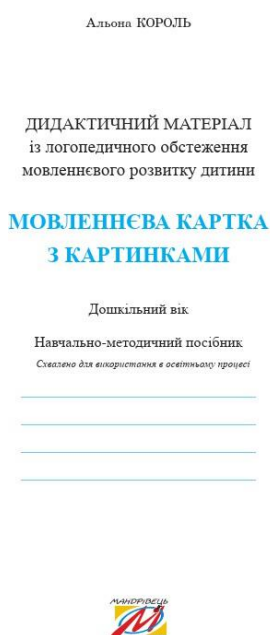 Альона КОРОЛЬ
ДИДАКТИЧНИЙ МАТЕРІАЛ
із логопедичного обстеження
мовленнєвого розвитку дитини
МОВЛЕННЄВА КАРТКА
З КАРТИНКАМИ
Дошкільний вік
Навчально-методичний посібник
Схвалено для використання в освітньому процесі
МАНДРІВЕЦЬ